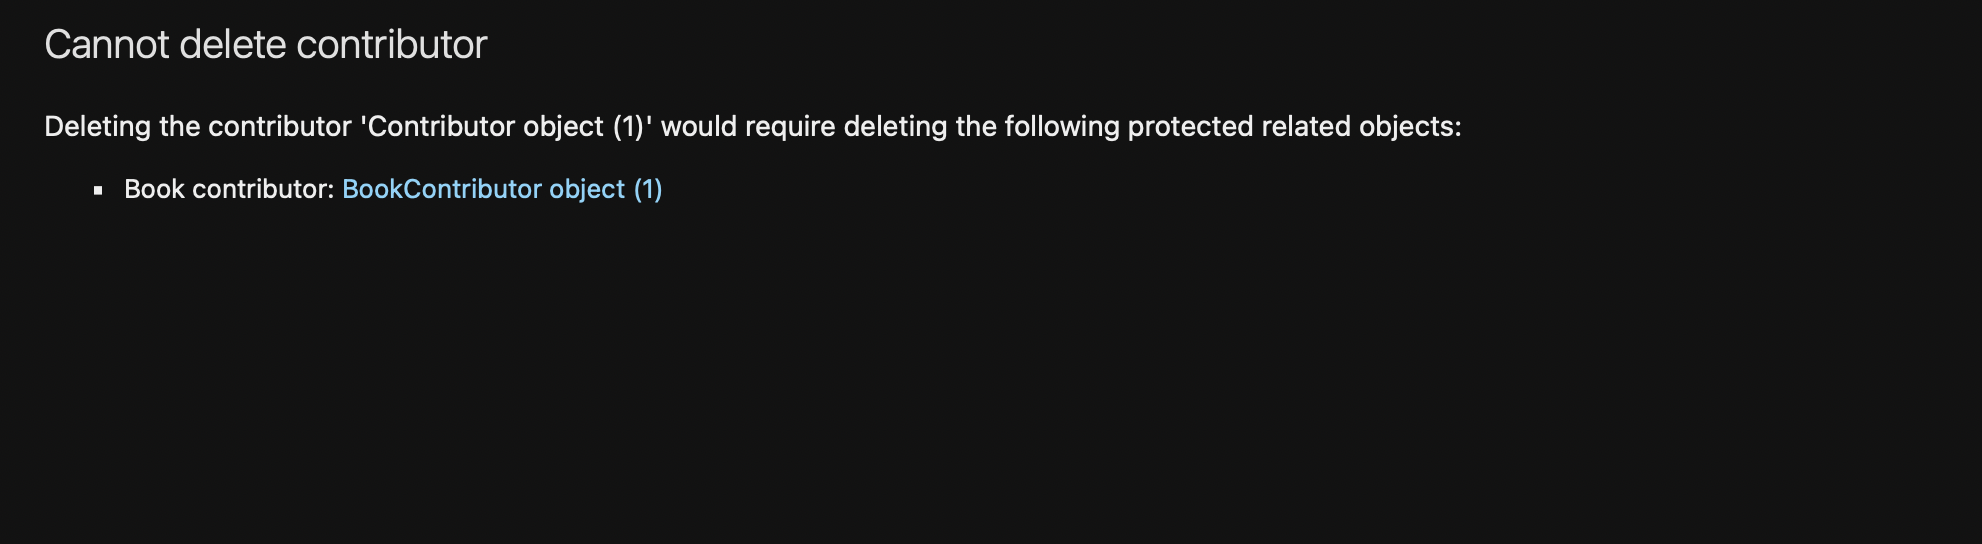 Cannot delete contributor
Deleting the contributor 'Contributor object (1)' would require deleting the following protected related objects:
Book contributor: BookContributor object (1)